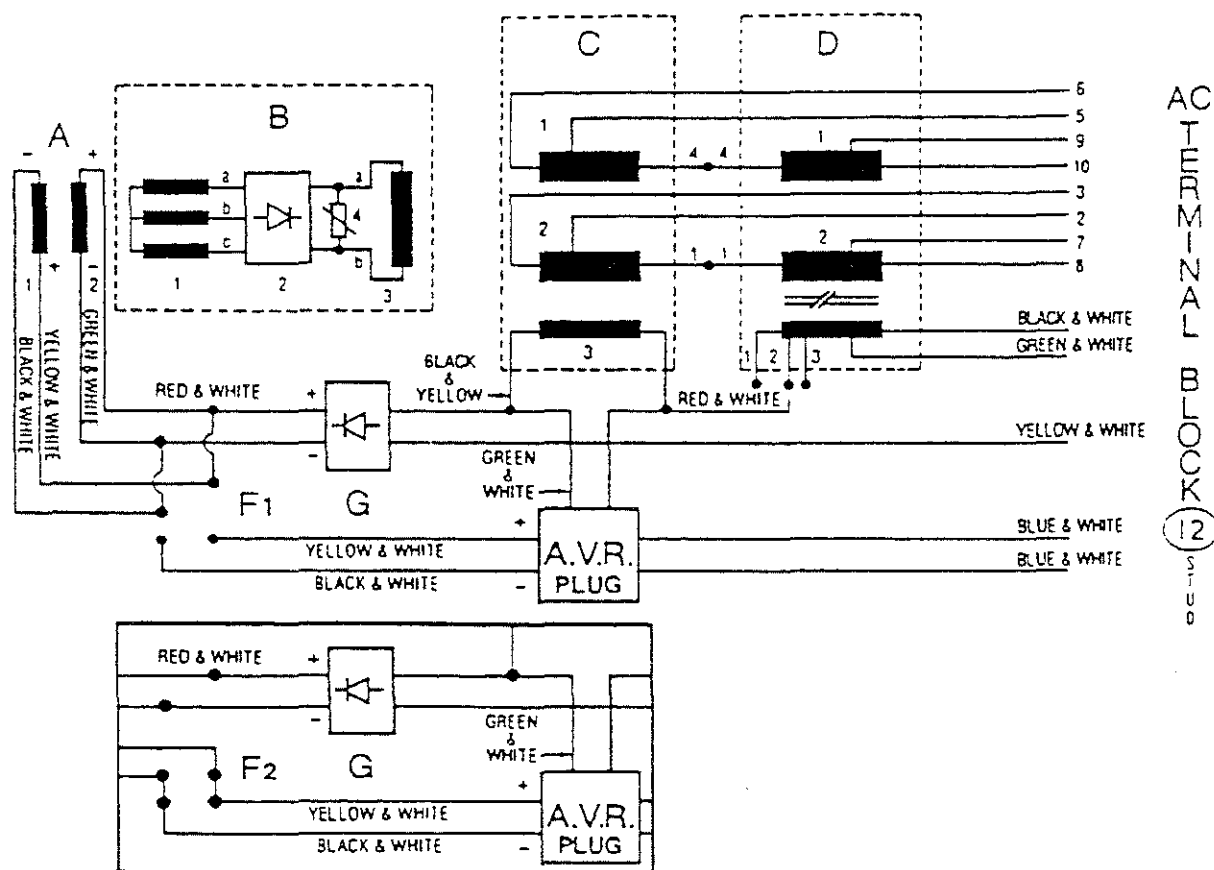 C
D
B
A
- +
a
b
c
a
4
b
1
2
3
+
-
1
2
BLACK & WHITE
YELLOW & WHITE
GREEN & WHITE
1
4 4
1
2
1 1
2
3
1 2 3
6
5
9
10
3
2
7
8
BLACK & WHITE
GREEN & WHITE
BLACK
&
YELLOW
RED & WHITE
RED & WHITE
+
-
YELLOW & WHITE
GREEN
&
WHITE
F1
G
+
A.V.R.
PLUG
-
YELLOW & WHITE
BLACK & WHITE
BLUE & WHITE
BLUE & WHITE
AC
TERMINAL
BLOCK
12
STUD
RED & WHITE
+
-
GREEN
&
WHITE
F2
G
+
A.V.R.
PLUG
-
YELLOW & WHITE
BLACK & WHITE